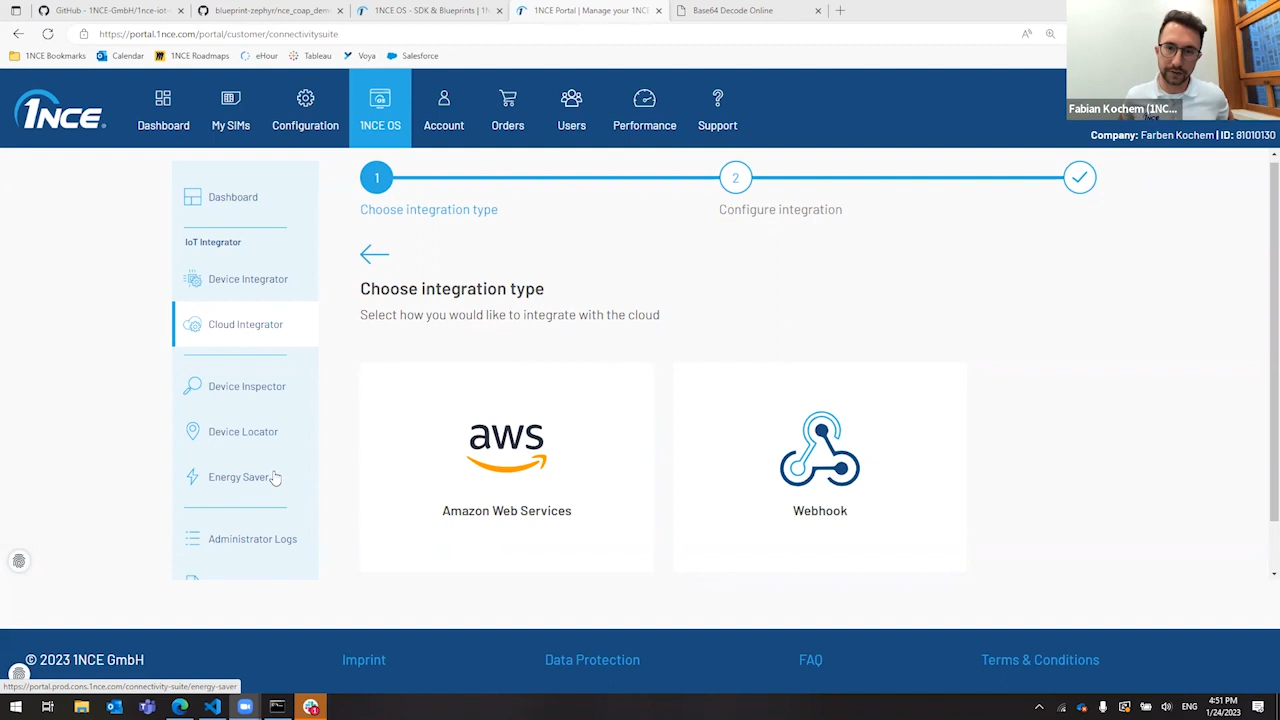 GitHub - 1NCE-GmbH/1nce-iot-
blueprint-zephyr/nce_coap_demo
1NCE OS - SDK & Blueprints | 1NCE
1NCE Portal | Manage your 1NCE
Base64 Decode Online
https://portal.1nce.com/portal/customer/connectivitysuite
1NCE Bookmarks
Calendar
1NCE Roadmaps
eHour
Tableau
Voya
Salesforce
1NCE
Dashboard
My SIMs
Configuration
1NCE OS
Account
Orders
Users
Performance
Support
Fabian Kochem (1NC...
Company: Farben Kochem | ID: 81010130
Dashboard
IoT Integrator
Device Integrator
Cloud Integrator
Device Inspector
Device Locator
Energy Saver
Administrator Logs
1
2
Choose integration type
Configure integration
Choose integration type
Select how you would like to integrate with the cloud
aws
Amazon Web Services
Webhook
© 2023 1NCE GmbH
Imprint
Data Protection
FAQ
Terms & Conditions
https://portal.prod.cons.1nce.com/connectivity-suite/energy-saver
ENG
4:51 PM
1/24/2023